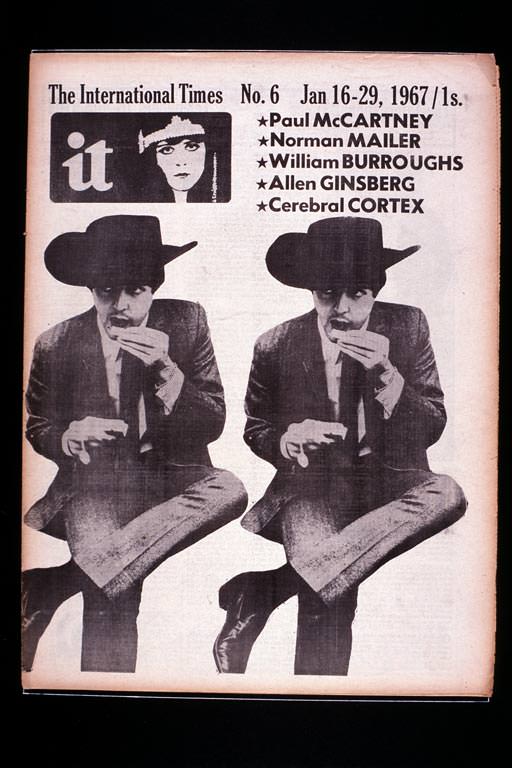 The International Times No. 6 Jan 16-29, 1967/1s.
it
★Paul McCARTNEY
★Norman MAILER
★William BURROUGHS
★Allen GINSBERG
★Cerebral CORTEX